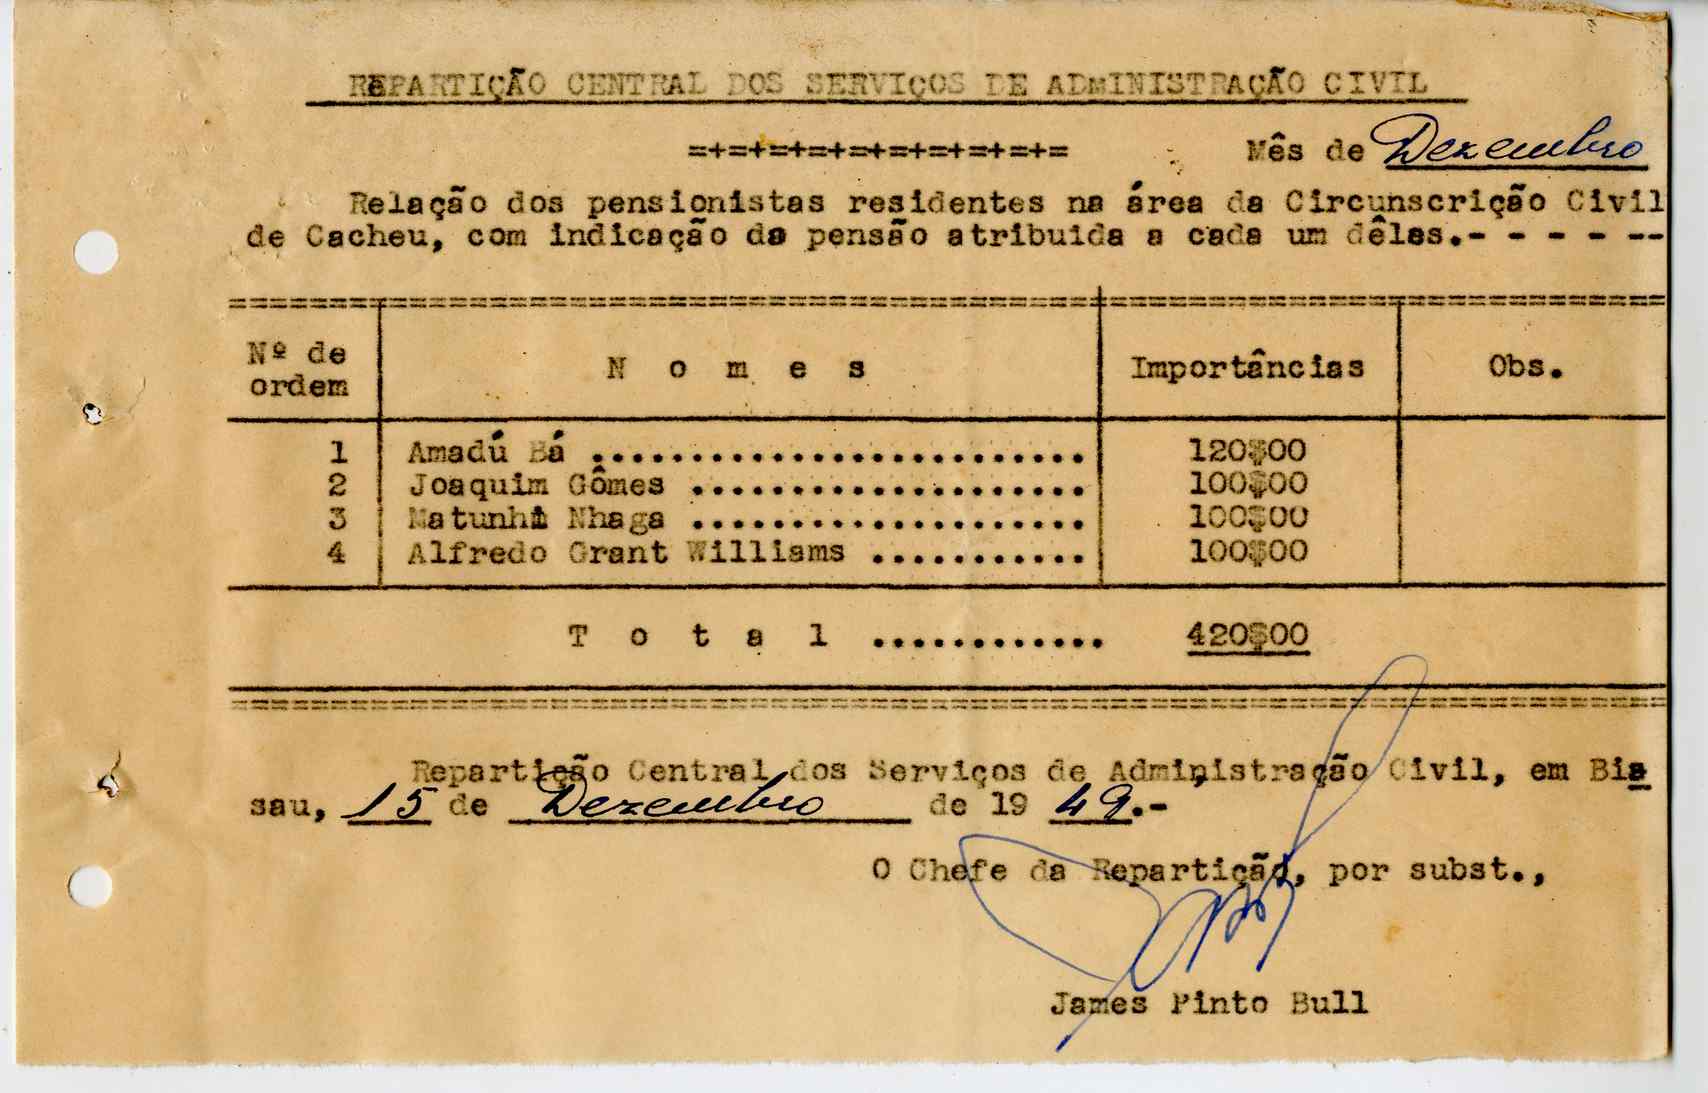 REPARTIÇÃO CENTRAL DOS SERVIÇOS DE ADMINISTRAÇÃO CIVIL
=+=+=+=+=+=+=+=+=+= Mês de Dezembro
Relação dos pensionistas residentes na área da Circunscrição Civil
de Cacheu, com indicação da pensão atribuida a cada um dêles.- - - - - --
Nº de ordem N o m e s Importâncias Obs.
1 Amadú Bá ......................... 120$00
2 Joaquim Gômes .................... 100$00
3 Matunhá Nhaga .................... 100$00
4 Alfredo Grant Williams ........... 100$00
T o t a l ............ 420$00
Repartição Central dos Serviços de Administração Civil, em Bis
sau, 15 de Dezembro de 19 49.-
O Chefe da Repartição, por subst.,
James Pinto Bull